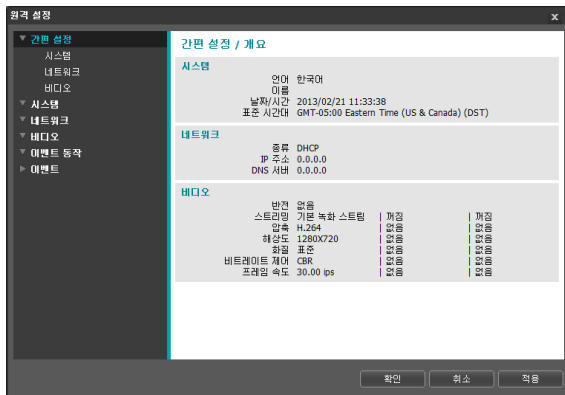 원격 설정 x
간편 설정
시스템
네트워크
비디오
시스템
네트워크
비디오
이벤트 동작
이벤트
간편 설정 / 개요
시스템
언어 한국어
이름
날짜/시간 2013/02/21 11:33:38
표준 시간대 GMT-05:00 Eastern Time (US & Canada) (DST)
네트워크
종류 DHCP
IP 주소 0.0.0.0
DNS 서버 0.0.0.0
비디오
반전 없음
스트리밍 기본 녹화 스트림 | 꺼짐 | 꺼짐
압축 H.264 | 없음 | 없음
해상도 1280X720 | 없음 | 없음
화질 표준 | 없음 | 없음
비트레이트 제어 CBR | 없음 | 없음
프레임 속도 30.00 ips | 없음 | 없음
확인 취소 적용